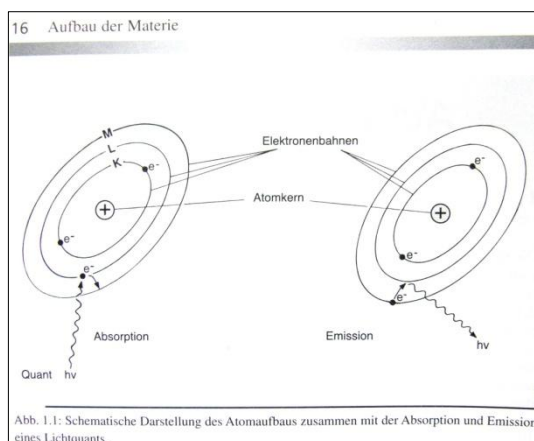 16 Aufbau der Materie
M
L
K
e⁻
e⁻
e⁻
Elektronenbahnen
Atomkern
+
+
e⁻
e⁻
e⁻
Absorption
Emission
Quant hν
hν
Abb. 1.1: Schematische Darstellung des Atomaufbaus zusammen mit der Absorption und Emission
eines Lichtquants